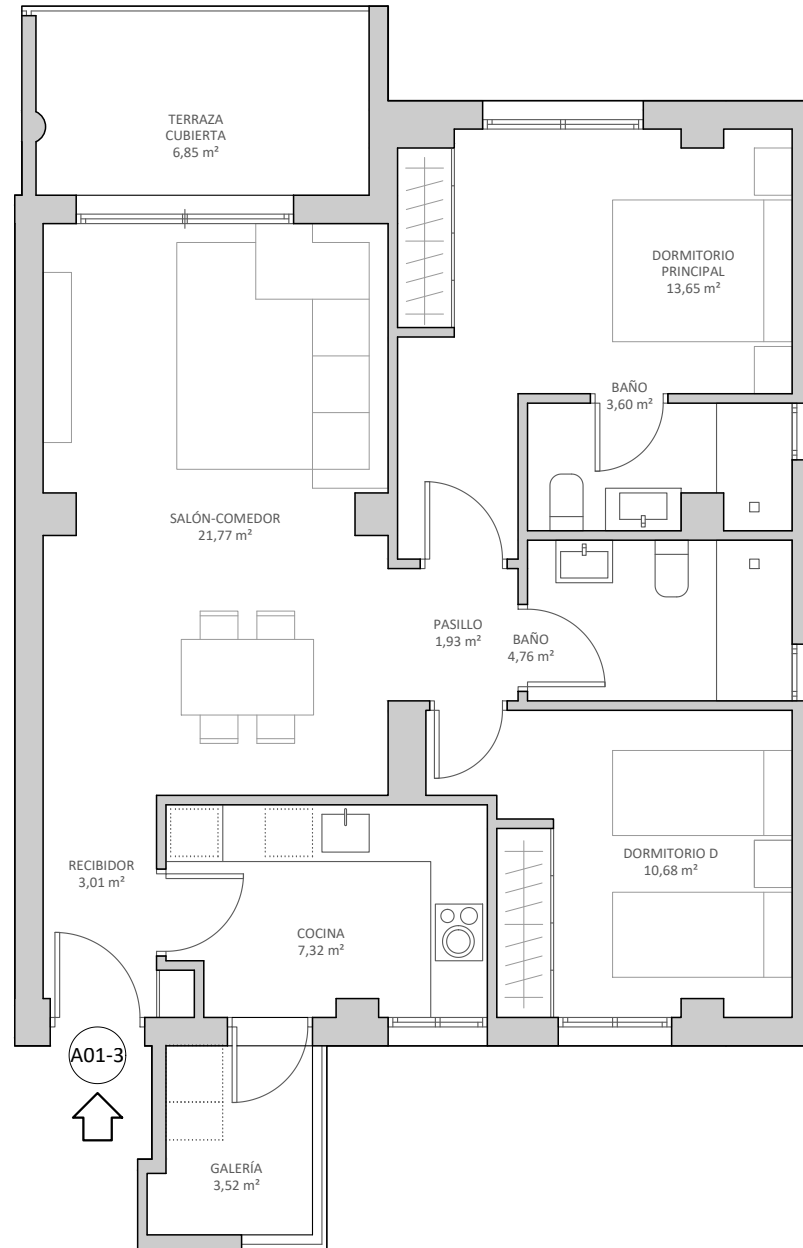 TERRAZA
CUBIERTA
6,85 m²
DORMITORIO
PRINCIPAL
13,65 m²
BAÑO
3,60 m²
SALÓN-COMEDOR
21,77 m²
PASILLO
1,93 m²
BAÑO
4,76 m²
RECIBIDOR
3,01 m²
DORMITORIO D
10,68 m²
COCINA
7,32 m²
A01-3
GALERÍA
3,52 m²